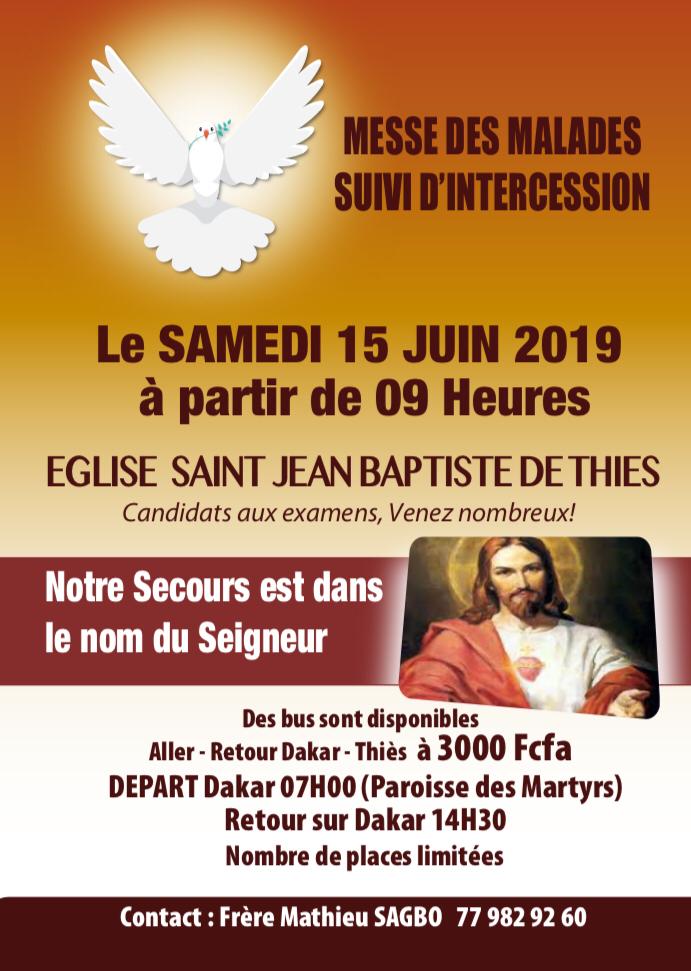 MESSE DES MALADES
SUIVI D'INTERCESSION
Le SAMEDI 15 JUIN 2019
à partir de 09 Heures
EGLISE SAINT JEAN BAPTISTE DE THIES
Candidats aux examens, Venez nombreux!
Notre Secours est dans
le nom du Seigneur
Des bus sont disponibles
Aller - Retour Dakar - Thiès à 3000 Fcfa
DEPART Dakar 07H00 (Paroisse des Martyrs)
Retour sur Dakar 14H30
Nombre de places limitées
Contact : Frère Mathieu SAGBO 77 982 92 60